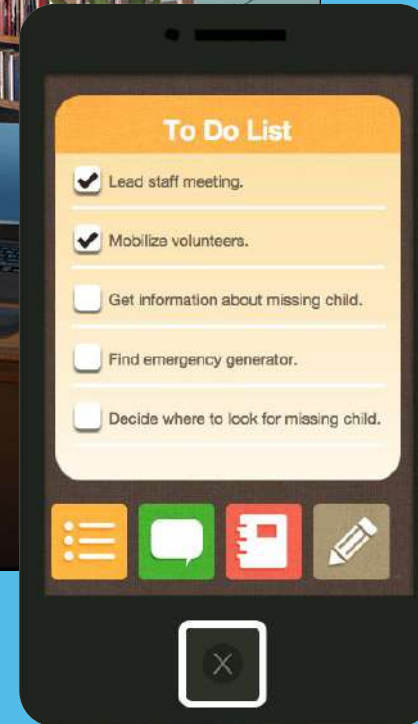 To Do List
Lead staff meeting.
Mobilize volunteers.
Get information about missing child.
Find emergency generator.
Decide where to look for missing child.
X